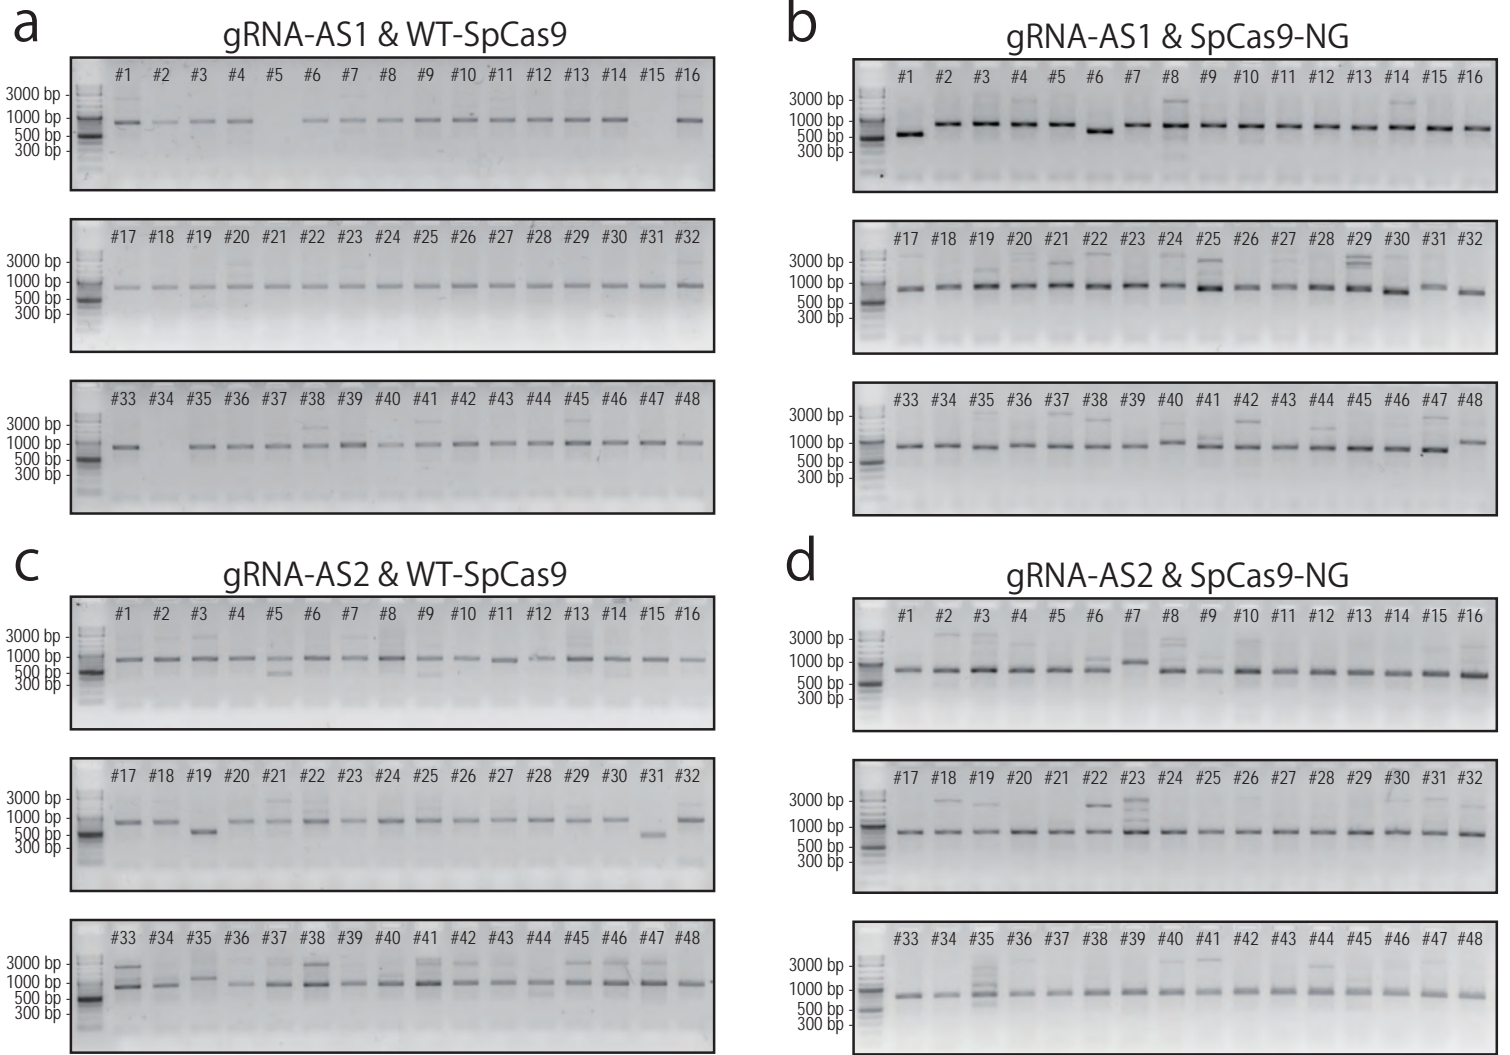 a
gRNA-AS1 & WT-SpCas9
#1 #2 #3 #4 #5 #6 #7 #8 #9 #10 #11 #12 #13 #14 #15 #16
3000 bp
1000 bp
500 bp
300 bp
#17 #18 #19 #20 #21 #22 #23 #24 #25 #26 #27 #28 #29 #30 #31 #32
3000 bp
1000 bp
500 bp
300 bp
#33 #34 #35 #36 #37 #38 #39 #40 #41 #42 #43 #44 #45 #46 #47 #48
3000 bp
1000 bp
500 bp
300 bp
b
gRNA-AS1 & SpCas9-NG
#1 #2 #3 #4 #5 #6 #7 #8 #9 #10 #11 #12 #13 #14 #15 #16
3000 bp
1000 bp
500 bp
300 bp
#17 #18 #19 #20 #21 #22 #23 #24 #25 #26 #27 #28 #29 #30 #31 #32
3000 bp
1000 bp
500 bp
300 bp
#33 #34 #35 #36 #37 #38 #39 #40 #41 #42 #43 #44 #45 #46 #47 #48
3000 bp
1000 bp
500 bp
300 bp
c
gRNA-AS2 & WT-SpCas9
#1 #2 #3 #4 #5 #6 #7 #8 #9 #10 #11 #12 #13 #14 #15 #16
3000 bp
1000 bp
500 bp
300 bp
#17 #18 #19 #20 #21 #22 #23 #24 #25 #26 #27 #28 #29 #30 #31 #32
3000 bp
1000 bp
500 bp
300 bp
#33 #34 #35 #36 #37 #38 #39 #40 #41 #42 #43 #44 #45 #46 #47 #48
3000 bp
1000 bp
500 bp
300 bp
d
gRNA-AS2 & SpCas9-NG
#1 #2 #3 #4 #5 #6 #7 #8 #9 #10 #11 #12 #13 #14 #15 #16
3000 bp
1000 bp
500 bp
300 bp
#17 #18 #19 #20 #21 #22 #23 #24 #25 #26 #27 #28 #29 #30 #31 #32
3000 bp
1000 bp
500 bp
300 bp
#33 #34 #35 #36 #37 #38 #39 #40 #41 #42 #43 #44 #45 #46 #47 #48
3000 bp
1000 bp
500 bp
300 bp